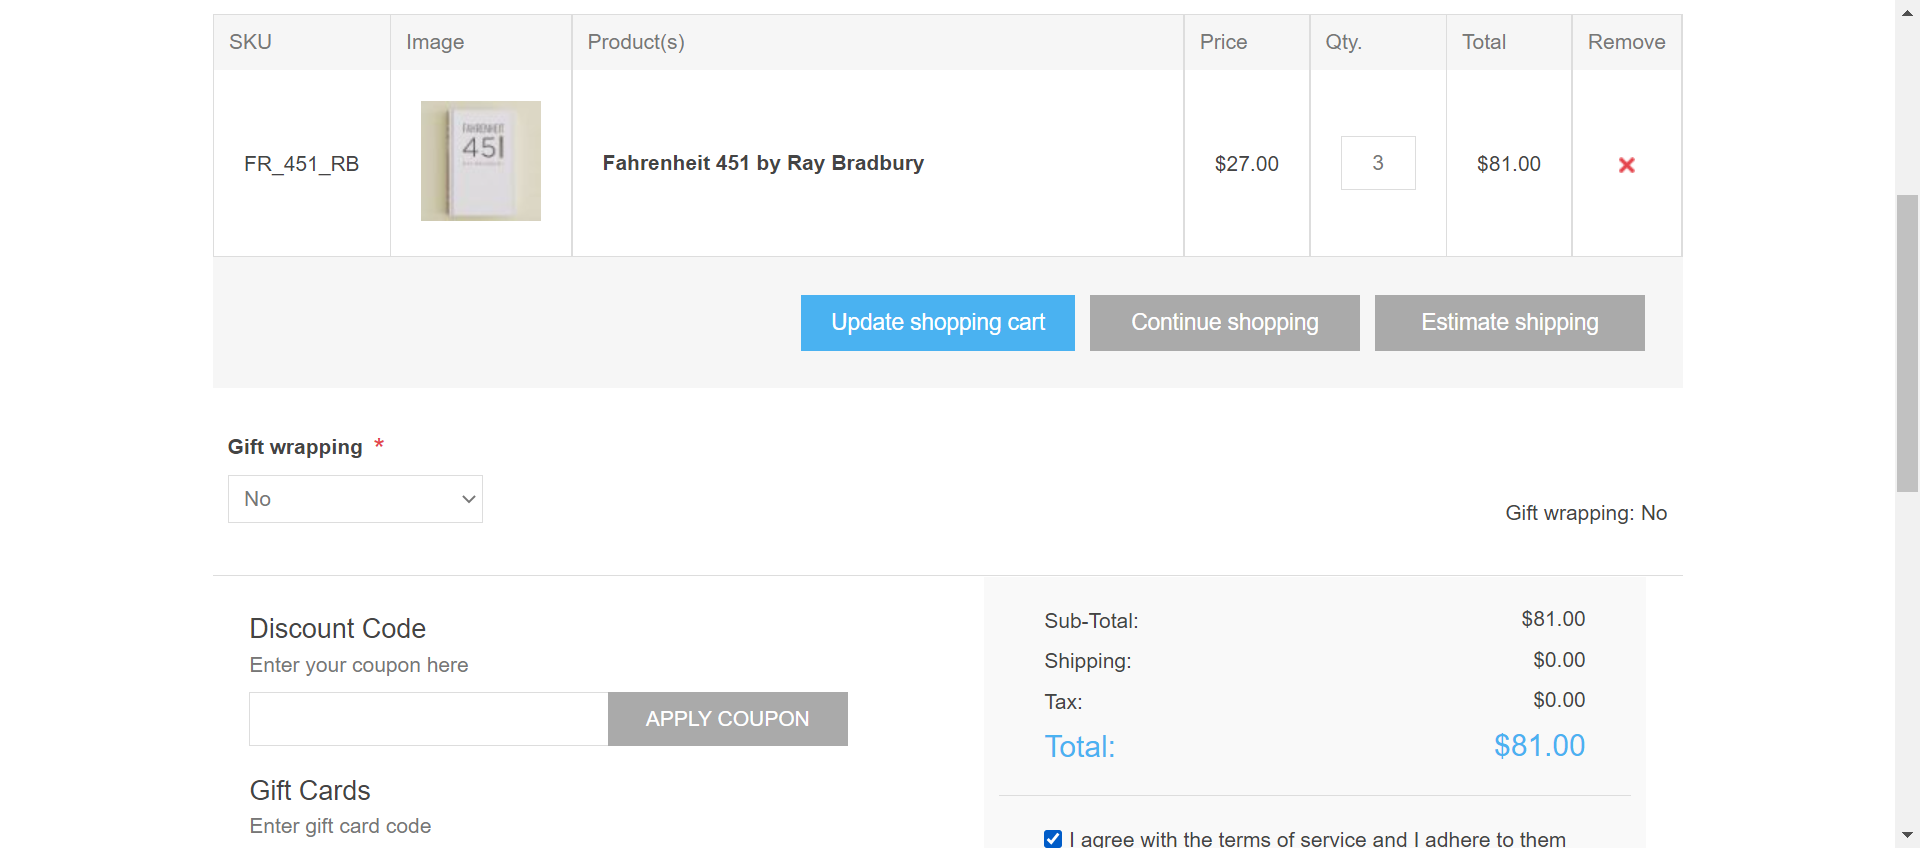 SKU Image Product(s) Price Qty. Total Remove
FAHRENHEIT
451
FR_451_RB Fahrenheit 451 by Ray Bradbury $27.00 3 $81.00
Update shopping cart Continue shopping Estimate shipping
Gift wrapping *
No
Gift wrapping: No
Discount Code
Enter your coupon here
APPLY COUPON
Gift Cards
Enter gift card code
Sub-Total: $81.00
Shipping: $0.00
Tax: $0.00
Total: $81.00
I agree with the terms of service and I adhere to them